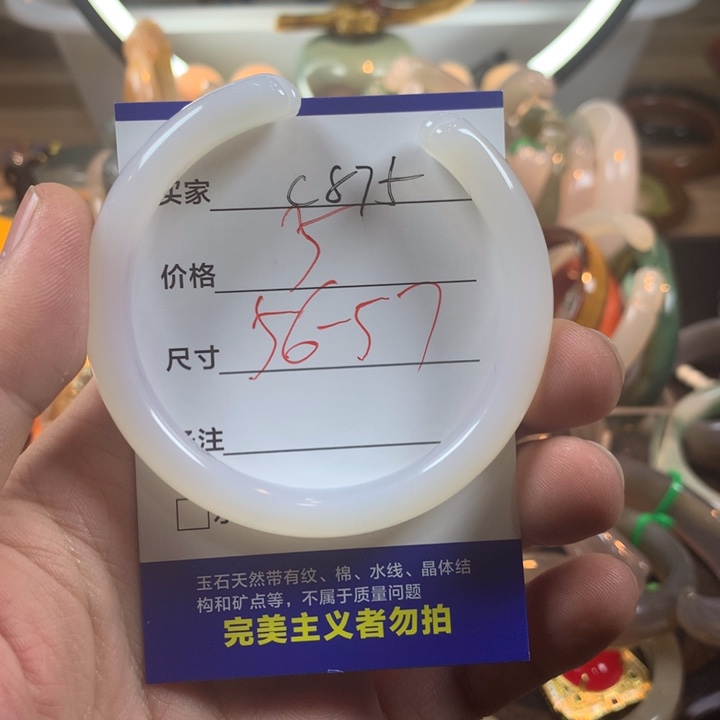 买家 C875
价格 5
尺寸 56-57
备注
玉石天然带有纹、棉、水线、晶体结
构和矿点等，不属于质量问题
完美主义者勿拍